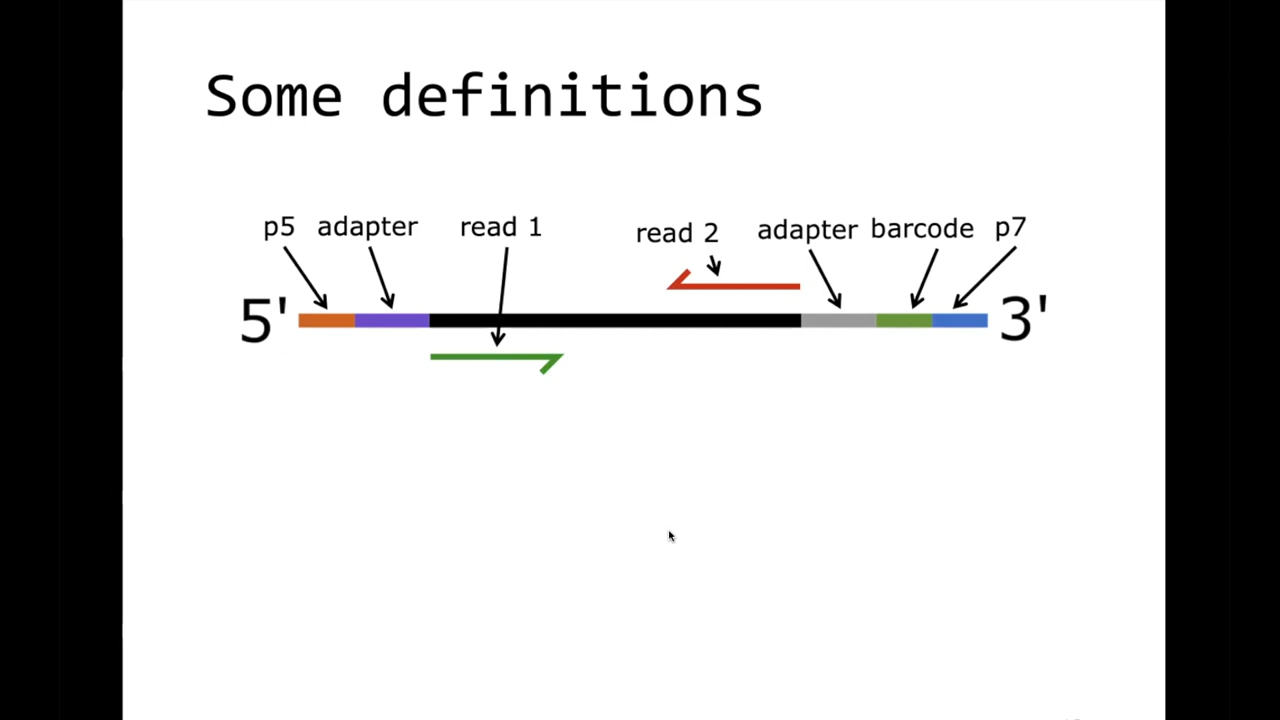 Some definitions
p5 adapter read 1 read 2 adapter barcode p7
5' 3'